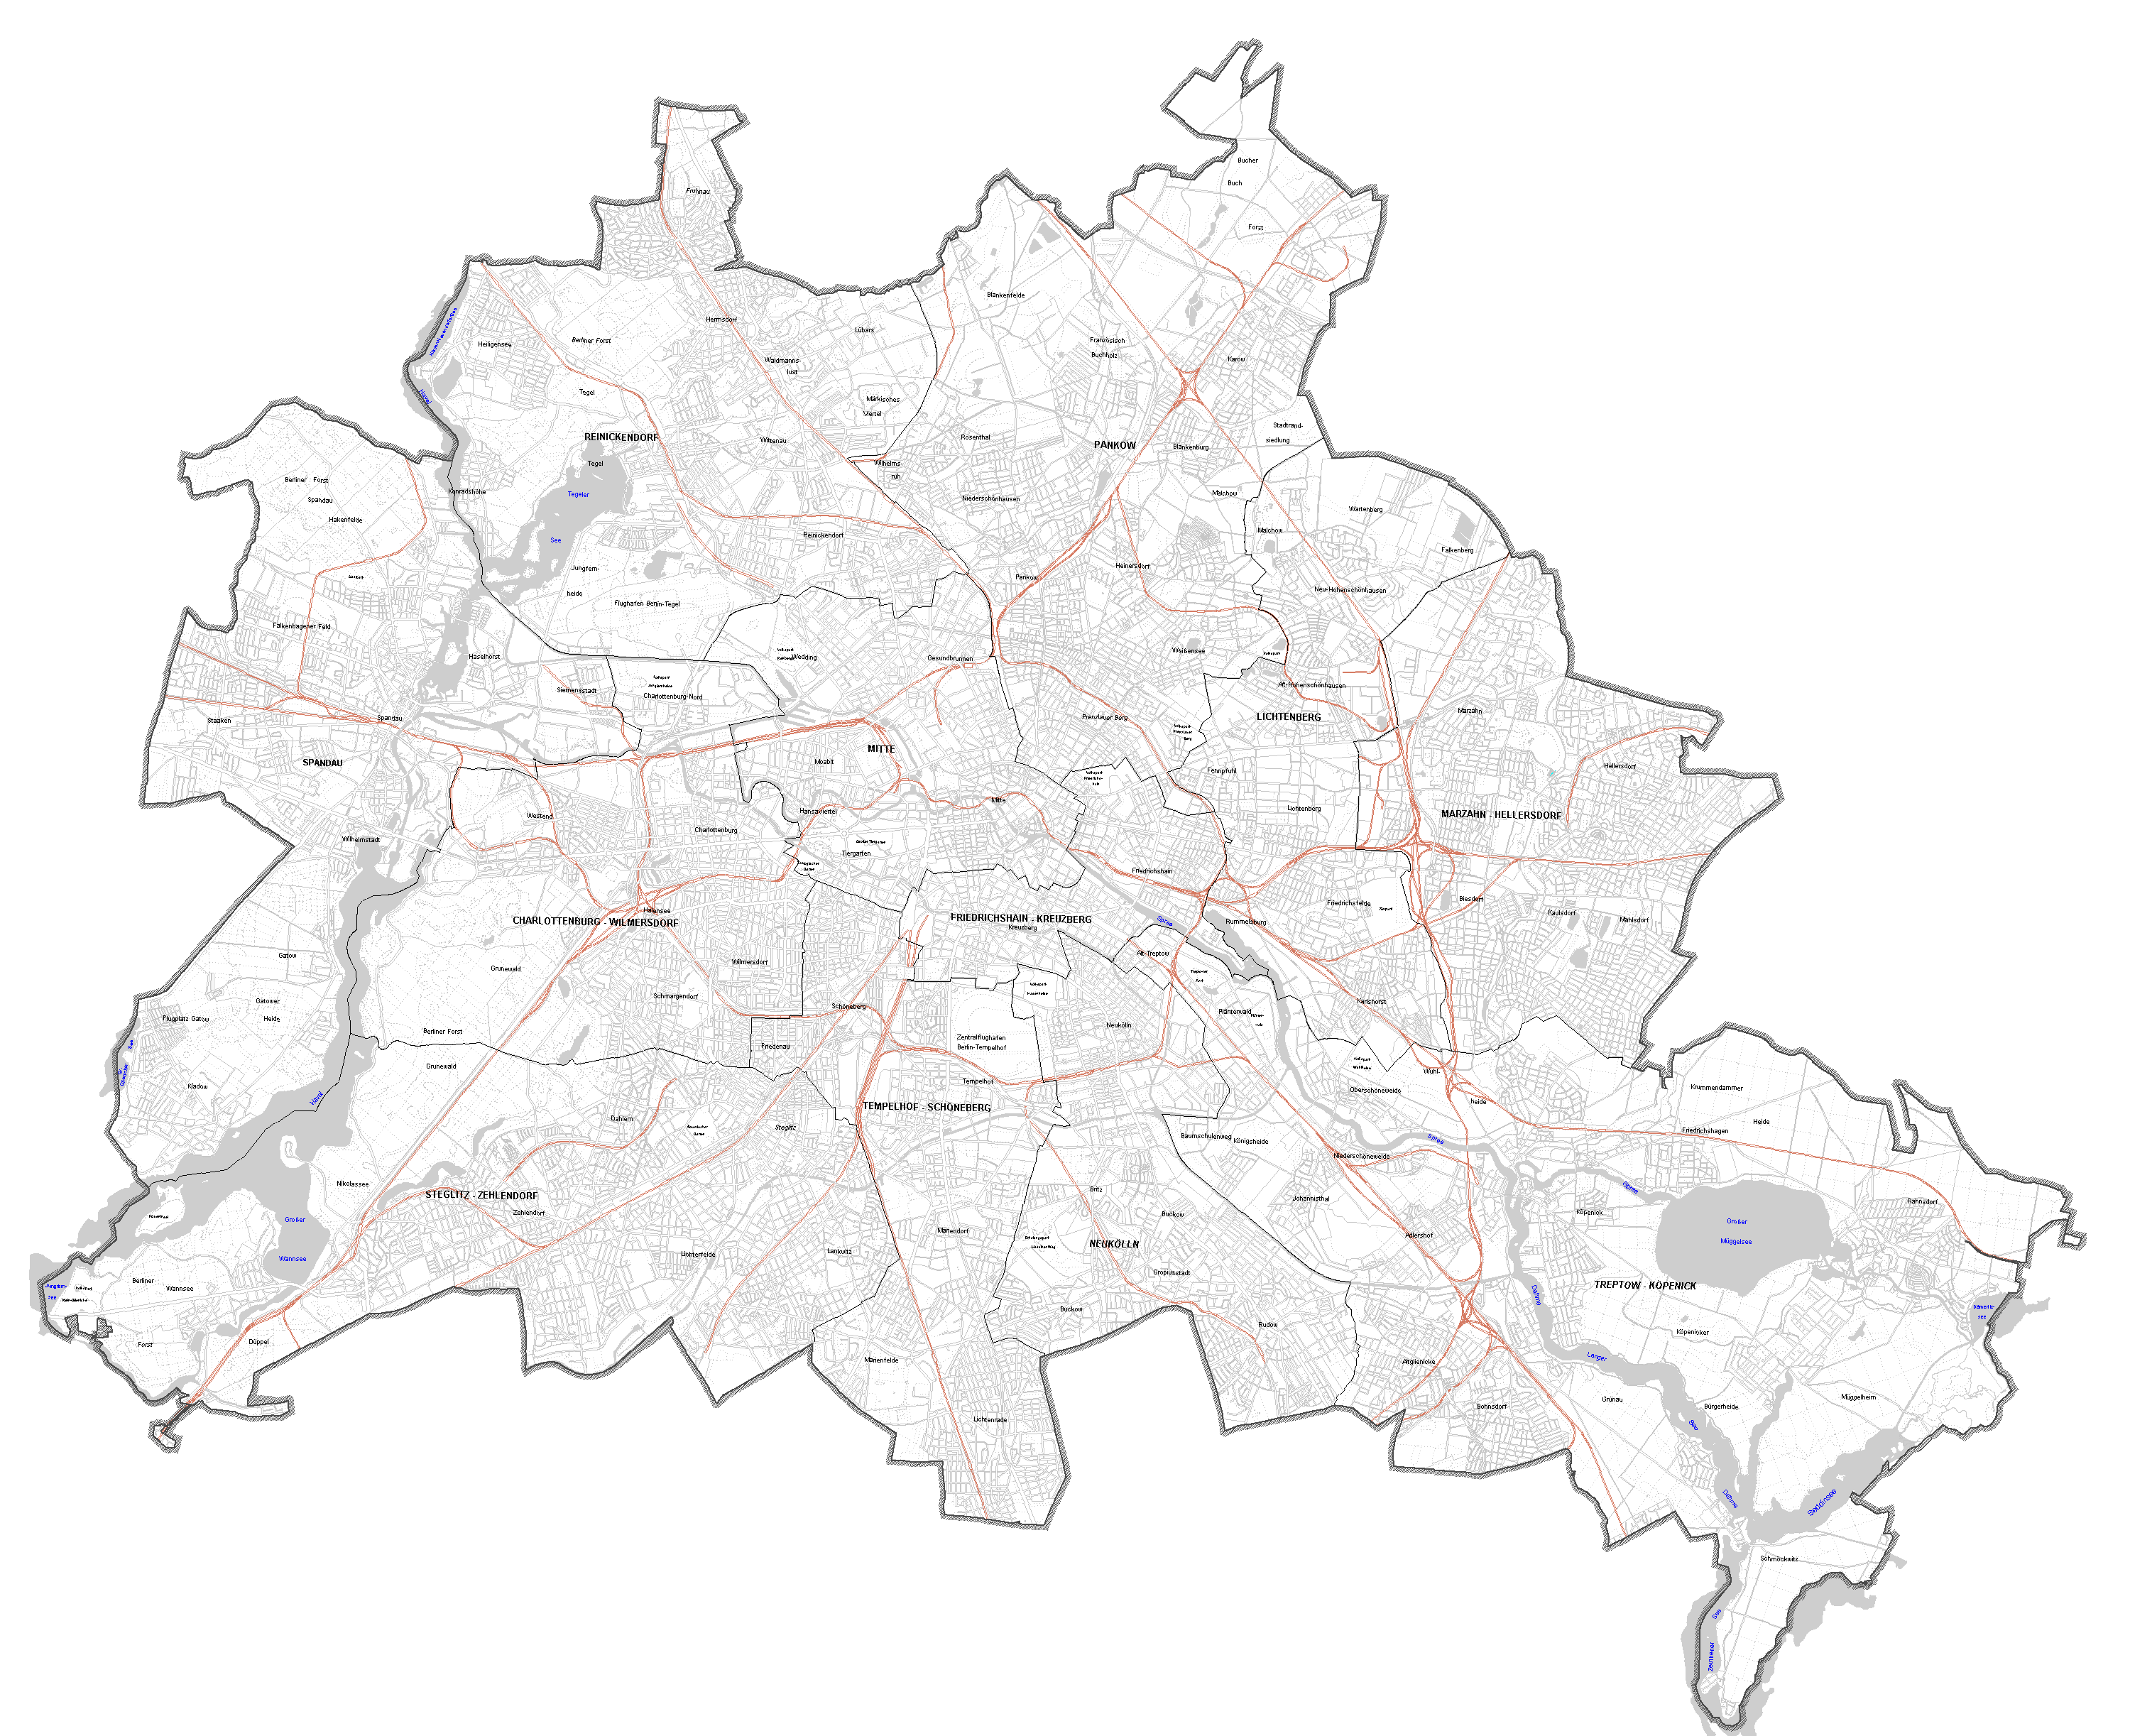 Bucher
Buch
Frohnau
Forst
Blankenfelde
Hermsdorf
Lübars
Heiligensee
Berliner Forst
Französisch
Buchholz
Karow
Waidmanns-
lust
Tegel
Havel
Märkisches
Viertel
Stadtrand-
siedlung
REINICKENDORF
Wittenau
Rosenthal
PANKOW
Blankenburg
Tegel
Wilhelms-
ruh
Berliner Forst
Spandau
Konradshöhe
Tegeler
Niederschönhausen
Malchow
Wartenberg
Hakenfelde
Malchow
See
Reinickendorf
Falkenberg
Jungfern-
heide
Heinersdorf
Pankow
Neu-Hohenschönhausen
Flughafen Berlin-Tegel
Falkenhagener Feld
Haselhorst
Wedding
Gesundbrunnen
Weißensee
Siemensstadt
Charlottenburg-Nord
Alt-Hohenschönhausen
Staaken
Spandau
Prenzlauer Berg
LICHTENBERG
Marzahn
SPANDAU
MITTE
Moabit
Fennpfuhl
Hellersdorf
Westend
Hansaviertel
Mitte
Lichtenberg
MARZAHN - HELLERSDORF
Wilhelmstadt
Charlottenburg
Tiergarten
Friedrichshain
Halensee
CHARLOTTENBURG - WILMERSDORF
FRIEDRICHSHAIN - KREUZBERG
Kreuzberg
Spree
Rummelsburg
Friedrichsfelde
Biesdorf
Kaulsdorf
Mahlsdorf
Gatow
Grunewald
Wilmersdorf
Alt-Treptow
Schmargendorf
Gatower
Heide
Flugplatz Gatow
Schöneberg
Karlshorst
Plänterwald
Berliner Forst
Neukölln
Zentralflughafen
Berlin-Tempelhof
Friedenau
See
Grunewald
Kladow
Tempelhof
Wuhl-
heide
Oberschöneweide
Krummendammer
Heide
Havel
TEMPELHOF - SCHÖNEBERG
Dahlem
Steglitz
Friedrichshagen
Baumschulenweg
Königsheide
Spree
Niederschöneweide
Nikolassee
Spree
STEGLITZ - ZEHLENDORF
Zehlendorf
Britz
Johannisthal
Rahnsdorf
Köpenick
Großer
Wannsee
Buckow
Großer
Müggelsee
Mariendorf
NEUKÖLLN
Adlershof
Lichterfelde
Lankwitz
Gropiusstadt
Berliner
Wannsee
TREPTOW - KÖPENICK
Dahme
Buckow
Rudow
Köpenicker
Forst
Düppel
Marienfelde
Altglienicke
Langer
Müggelheim
Grünau
Bürgerheide
Bohnsdorf
Lichtenrade
See
Dahme
Seddinsee
Schmöckwitz
See
Zeuthener